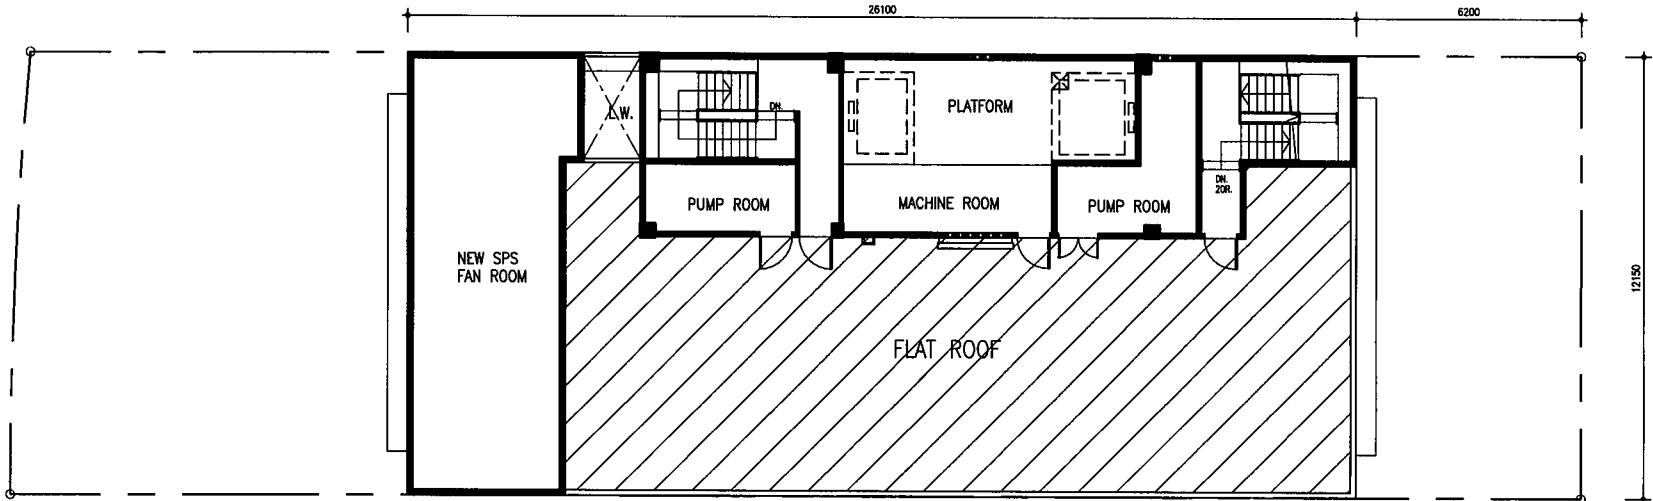 26100
6200
L.W.
DN.
PLATFORM
PUMP ROOM
MACHINE ROOM
PUMP ROOM
DN.
20R.
NEW SPS
FAN ROOM
12150
FLAT ROOF